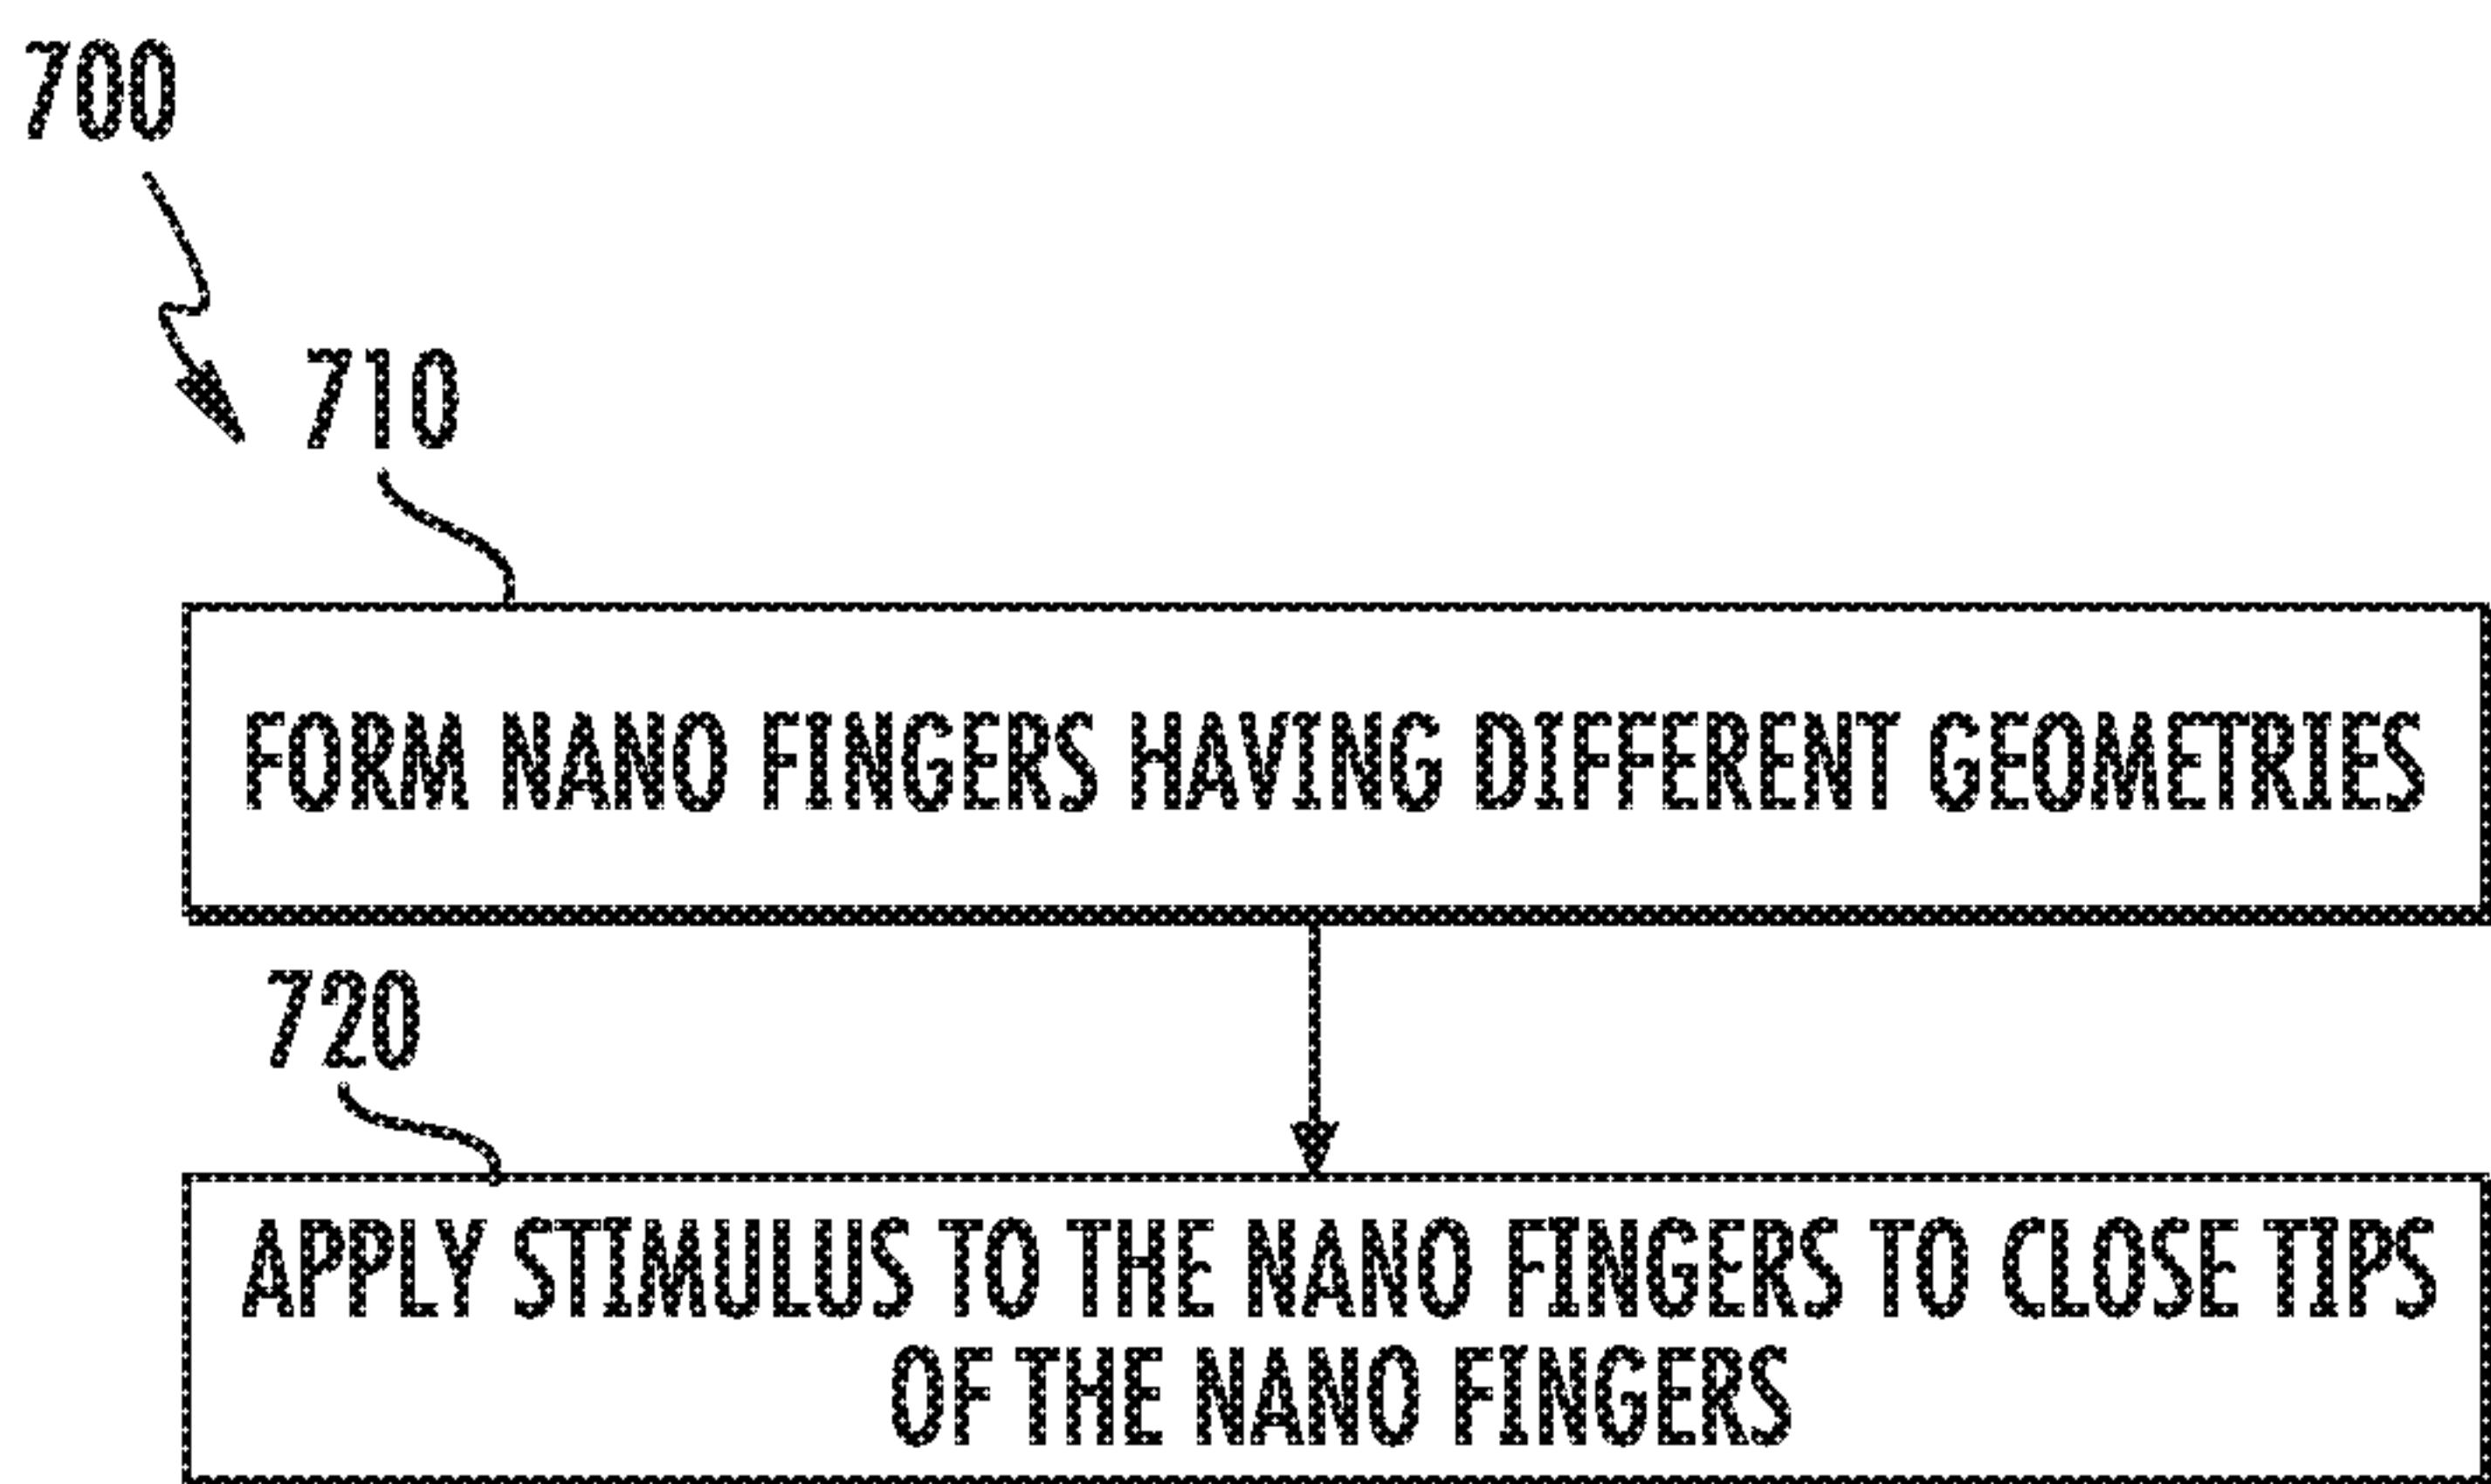 700
710
FORM NANO FINGERS HAVING DIFFERENT GEOMETRIES
720
APPLY STIMULUS TO THE NANO FINGERS TO CLOSE TIPS
OF THE NANO FINGERS